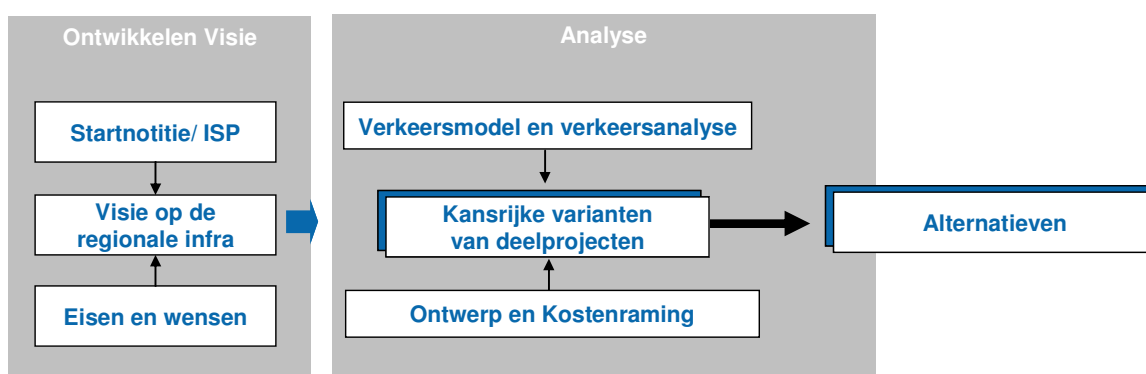 Ontwikkelen Visie
Startnotitie/ ISP
Visie op de
regionale infra
Eisen en wensen
Analyse
Verkeersmodel en verkeersanalyse
Kansrijke varianten
van deelprojecten
Ontwerp en Kostenraming
Alternatieven